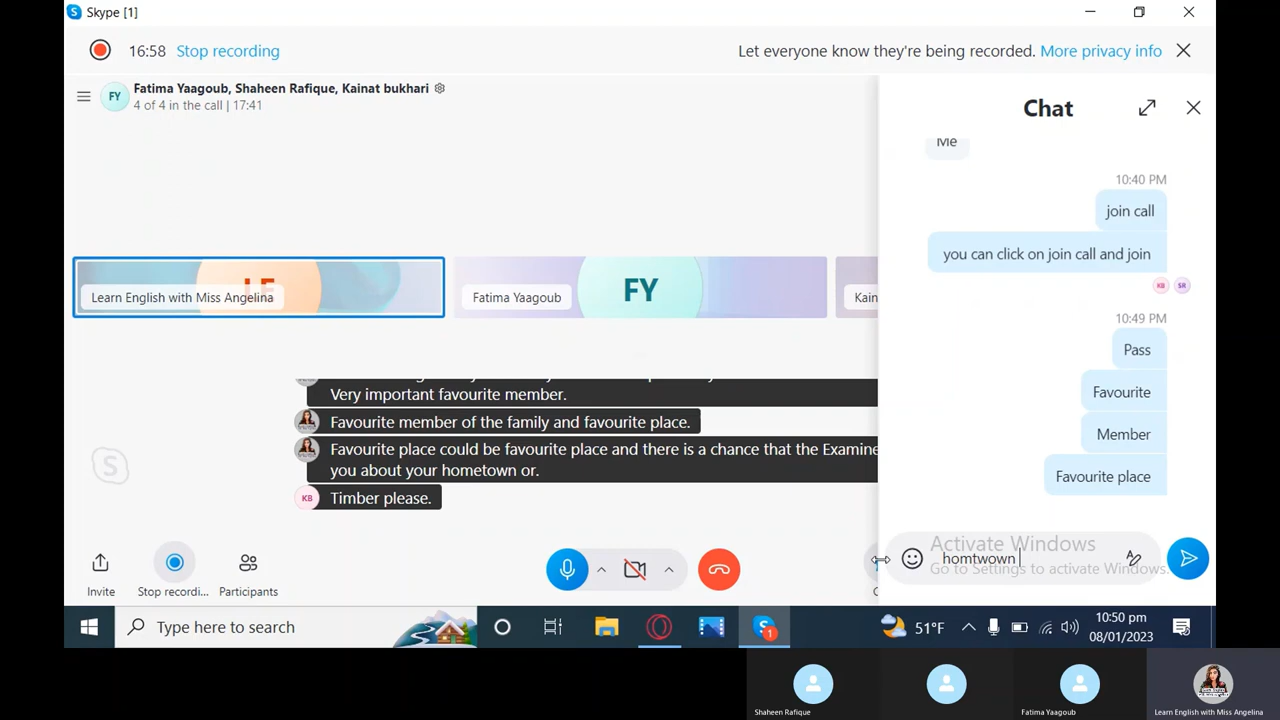 Skype [1]
16:58 Stop recording
Let everyone know they're being recorded. More privacy info
FY
Fatima Yaagoub, Shaheen Rafique, Kainat bukhari
4 of 4 in the call | 17:41
Chat
Me
10:40 PM
join call
you can click on join call and join
KB SR
10:49 PM
Pass
Favourite
Member
Favourite place
LE
Learn English with Miss Angelina
Fatima Yaagoub
FY
Kain
Very important favourite member.
Favourite member of the family and favourite place.
Favourite place could be favourite place and there is a chance that the Examine
you about your hometown or.
KB Timber please.
S
homtwown
Activate Windows
Go to Settings to activate Windows.
Invite
Stop recordi...
Participants
Type here to search
1
51°F
10:50 pm
08/01/2023
Shaheen Rafique
Fatima Yaagoub
Learn English with Miss Angelina